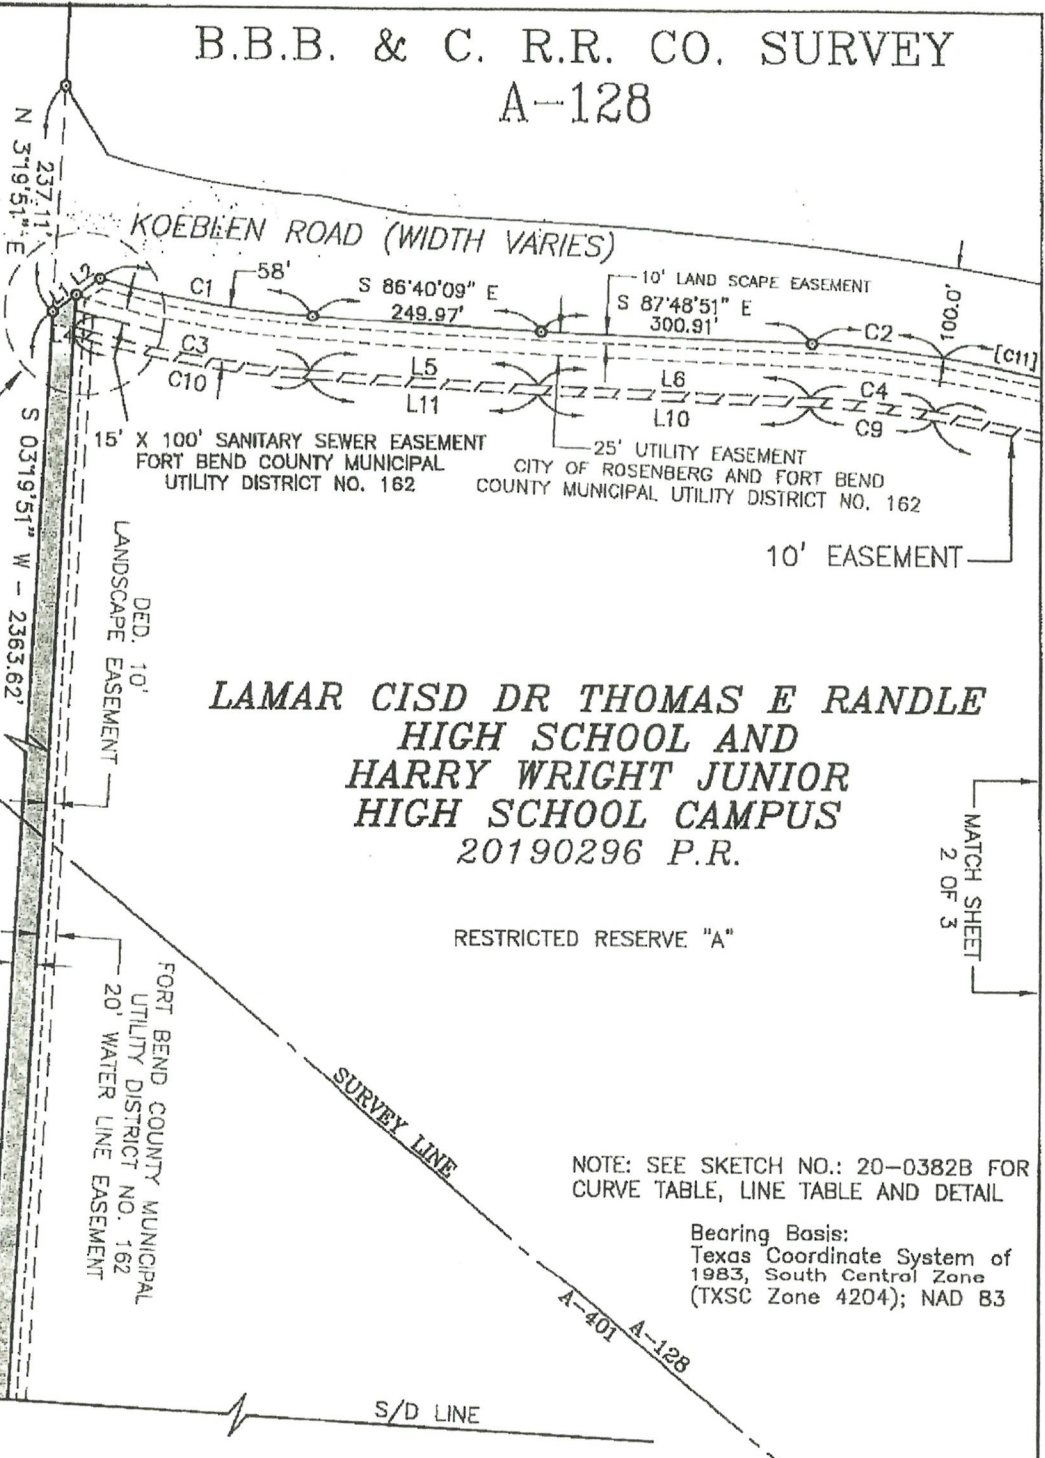 B.B.B. & C. R.R. CO. SURVEY
A-128
237.11'
N 3°19'51" E
KOEBLEN ROAD (WIDTH VARIES)
L1
L2
C1
58'
S 86°40'09" E
249.97'
10' LAND SCAPE EASEMENT
S 87°48'51" E
300.91'
C2
100.0'
[C11]
C3
C10
L5
L11
L6
L10
C4
C9
15' X 100' SANITARY SEWER EASEMENT
FORT BEND COUNTY MUNICIPAL
UTILITY DISTRICT NO. 162
25' UTILITY EASEMENT
CITY OF ROSENBERG AND FORT BEND
COUNTY MUNICIPAL UTILITY DISTRICT NO. 162
10' EASEMENT
S 03°19'51" W - 2363.62'
DED. 10'
LANDSCAPE EASEMENT
LAMAR CISD DR THOMAS E RANDLE
HIGH SCHOOL AND
HARRY WRIGHT JUNIOR
HIGH SCHOOL CAMPUS
20190296 P.R.
RESTRICTED RESERVE "A"
MATCH SHEET
2 OF 3
FORT BEND COUNTY MUNICIPAL
UTILITY DISTRICT NO. 162
20' WATER LINE EASEMENT
SURVEY LINE
NOTE: SEE SKETCH NO.: 20-0382B FOR
CURVE TABLE, LINE TABLE AND DETAIL
Bearing Basis:
Texas Coordinate System of
1983, South Central Zone
(TXSC Zone 4204); NAD 83
A-401
A-128
S/D LINE